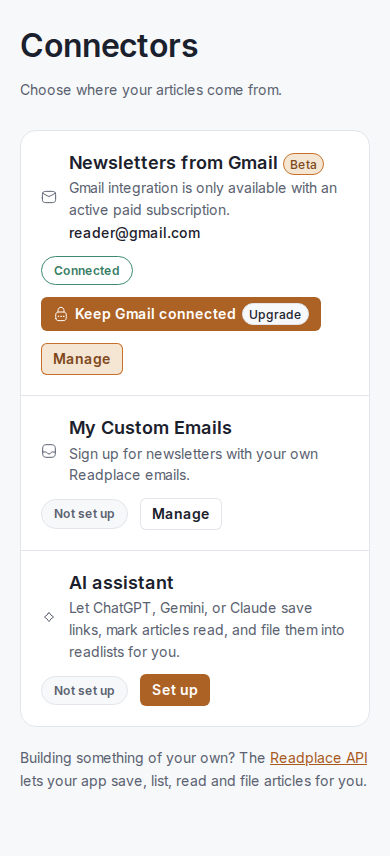 Connectors
Choose where your articles come from.
Newsletters from Gmail Beta
Gmail integration is only available with an
active paid subscription.
reader@gmail.com
Connected
Keep Gmail connected Upgrade
Manage
My Custom Emails
Sign up for newsletters with your own
Readplace emails.
Not set up Manage
AI assistant
Let ChatGPT, Gemini, or Claude save
links, mark articles read, and file them into
readlists for you.
Not set up Set up
Building something of your own? The Readplace API
lets your app save, list, read and file articles for you.